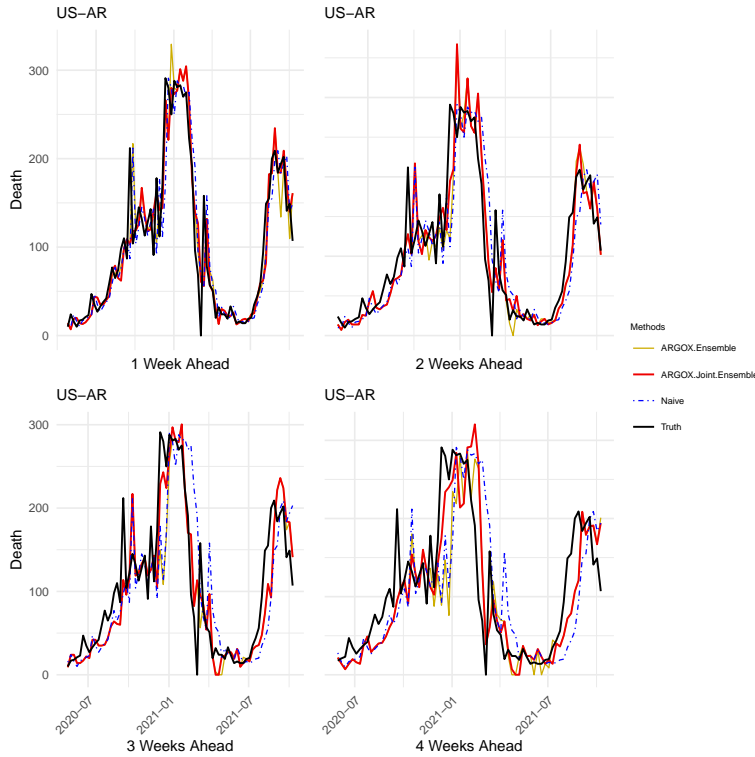 US−AR
US−AR
300
200
100
0
Death
1 Week Ahead
2 Weeks Ahead
Methods
ARGOX.Ensemble
ARGOX.Joint.Ensemble
Naive
Truth
US−AR
US−AR
300
200
100
0
Death
2020−07
2021−01
2021−07
2020−07
2021−01
2021−07
3 Weeks Ahead
4 Weeks Ahead